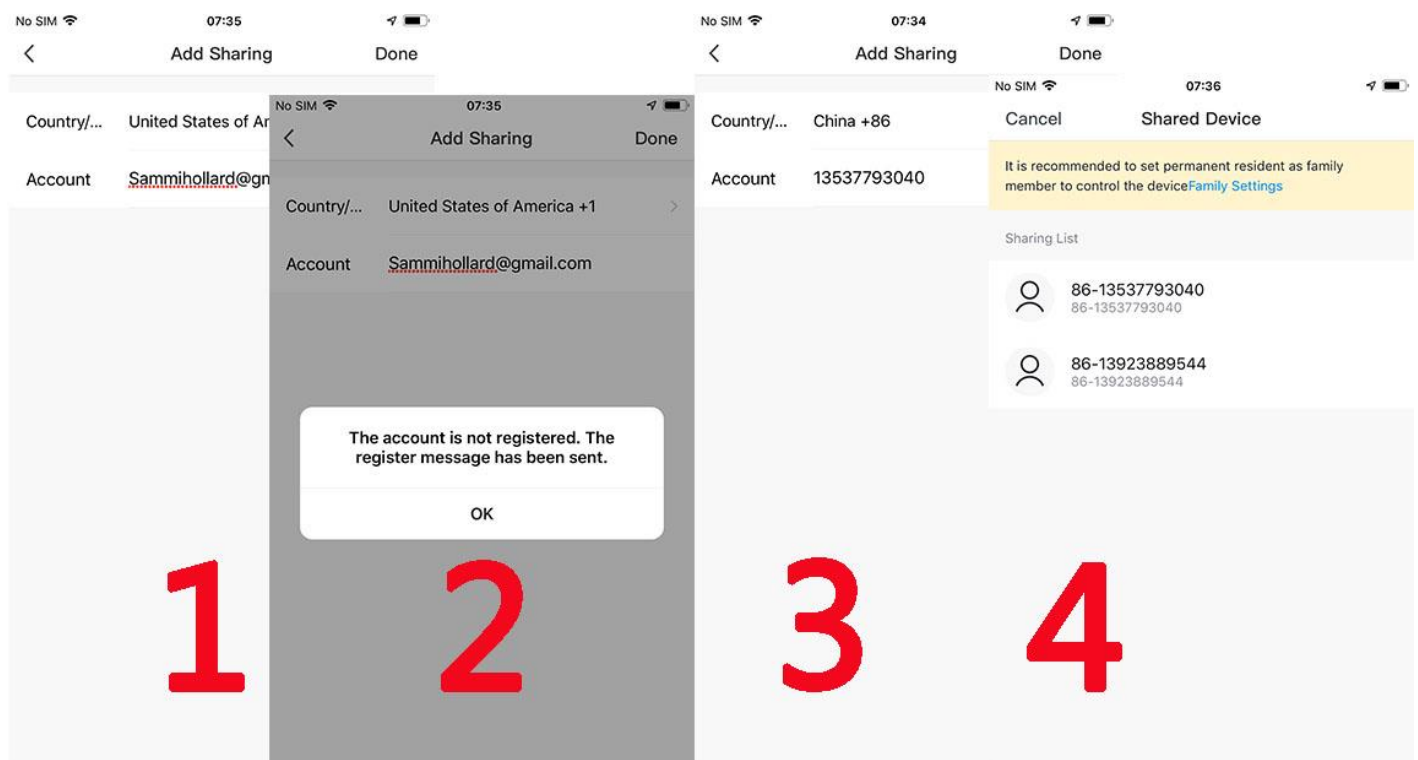 No SIM 07:35
Add Sharing Done
Country/... United States of Am
Account Sammihollard@gm
1
No SIM 07:35
Add Sharing Done
Country/... United States of America +1
Account Sammihollard@gmail.com
The account is not registered. The
register message has been sent.
OK
2
No SIM 07:34
Add Sharing Done
Country/... China +86
Account 13537793040
3
No SIM 07:36
Cancel Shared Device
It is recommended to set permanent resident as family
member to control the deviceFamily Settings
Sharing List
86-13537793040
86-13537793040
86-13923889544
86-13923889544
4